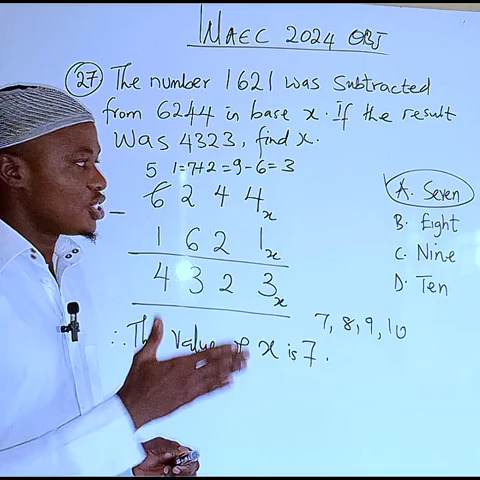 WAEC 2024 OBJ
27 The number 1621 was subtracted
from 6244 in base x. If the result
was 4323, find x.
5 1=7+2=9-6=3
6 2 4 4x
- 1 6 2 1x
4 3 2 3x
∴ The value of x is 7.
7, 8, 9, 10
A. Seven
B. Eight
C. Nine
D. Ten